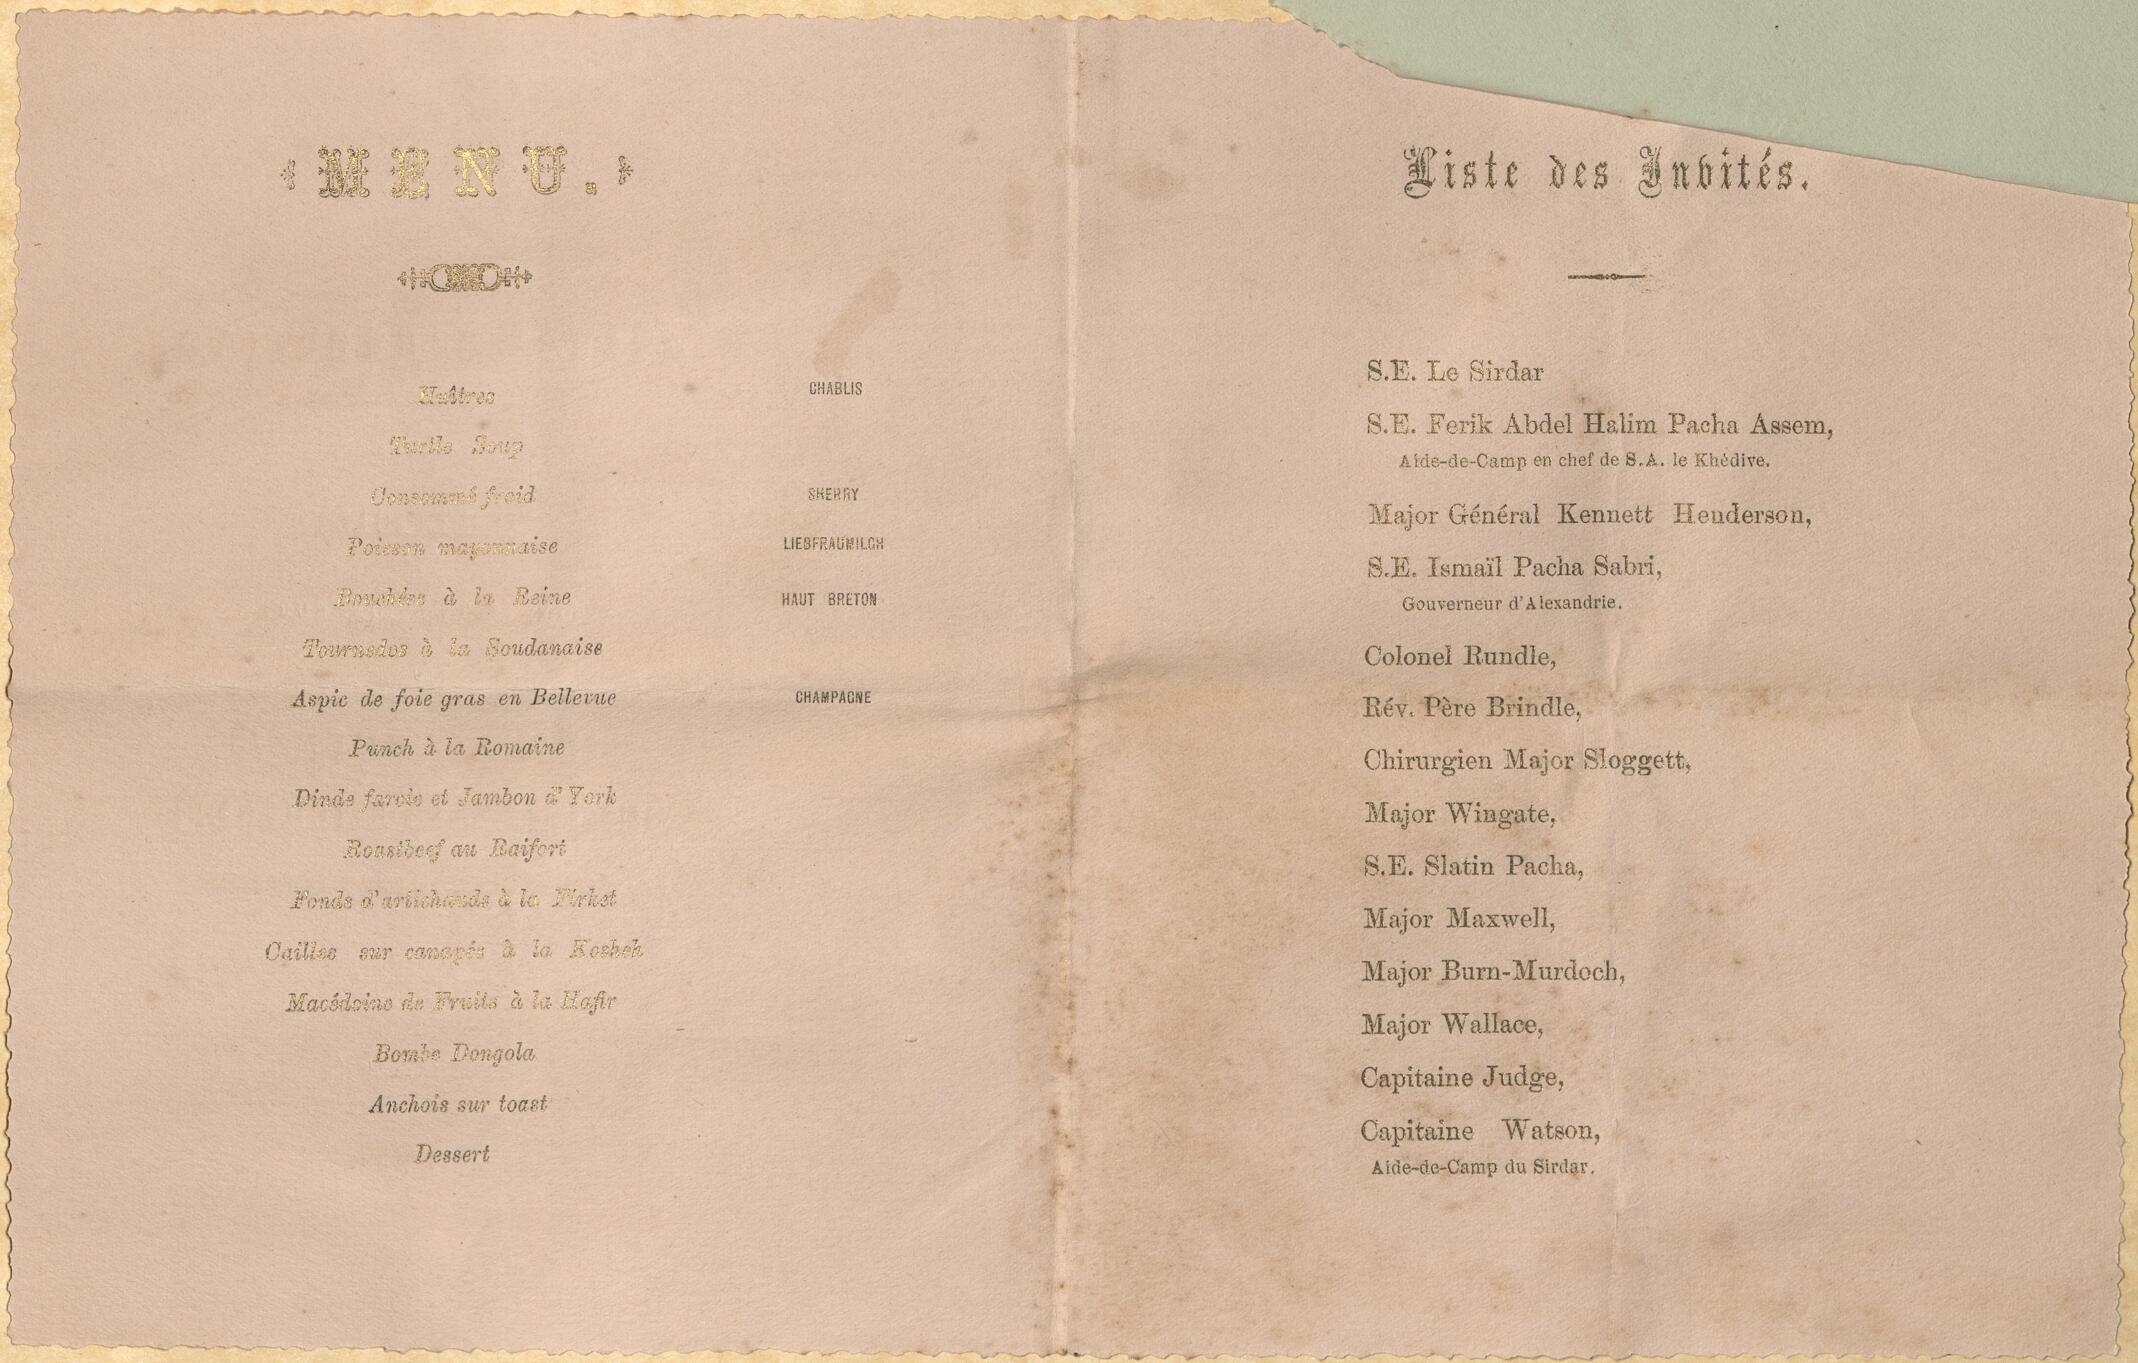 MENU.
Huîtres
CHABLIS
Turtle Soup
Consommé froid
SHERRY
Poisson mayonnaise
LIEBFRAUMILCH
Bouchées à la Reine
HAUT BRETON
Tournedos à la Soudanaise
Aspic de foie gras en Bellevue
CHAMPAGNE
Punch à la Romaine
Dinde farcie et Jambon d'York
Roastbeef au Raifort
Fonds d'artichauds à la Firket
Cailles sur canapés à la Kosheh
Macédoine de Fruits à la Hafir
Bombe Dongola
Anchois sur toast
Dessert
Liste des Invités.
S.E. Le Sirdar
S.E. Ferik Abdel Halim Pacha Assem,
Aide-de-Camp en chef de S.A. le Khédive.
Major Général Kennett Henderson,
S.E. Ismaïl Pacha Sabri,
Gouverneur d'Alexandrie.
Colonel Rundle,
Rév. Père Brindle,
Chirurgien Major Sloggett,
Major Wingate,
S.E. Slatin Pacha,
Major Maxwell,
Major Burn-Murdoch,
Major Wallace,
Capitaine Judge,
Capitaine Watson,
Aide-de-Camp du Sirdar.